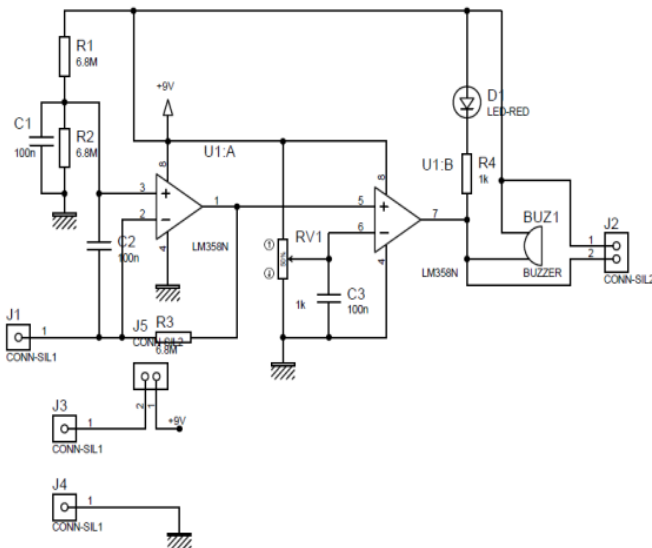 R1
6.8M
+9V
D1
LED-RED
C1
100n
R2
6.8M
U1:A
8
3
2
1
4
LM358N
U1:B
8
5
6
7
4
LM358N
R4
1k
BUZ1
BUZZER
J2
1
2
CONN-SIL2
C2
100n
RV1
50%
1k
C3
100n
J1
1
CONN-SIL1
J5
CONN-SIL2
R3
6.8M
2
1
+9V
J3
1
CONN-SIL1
J4
1
CONN-SIL1